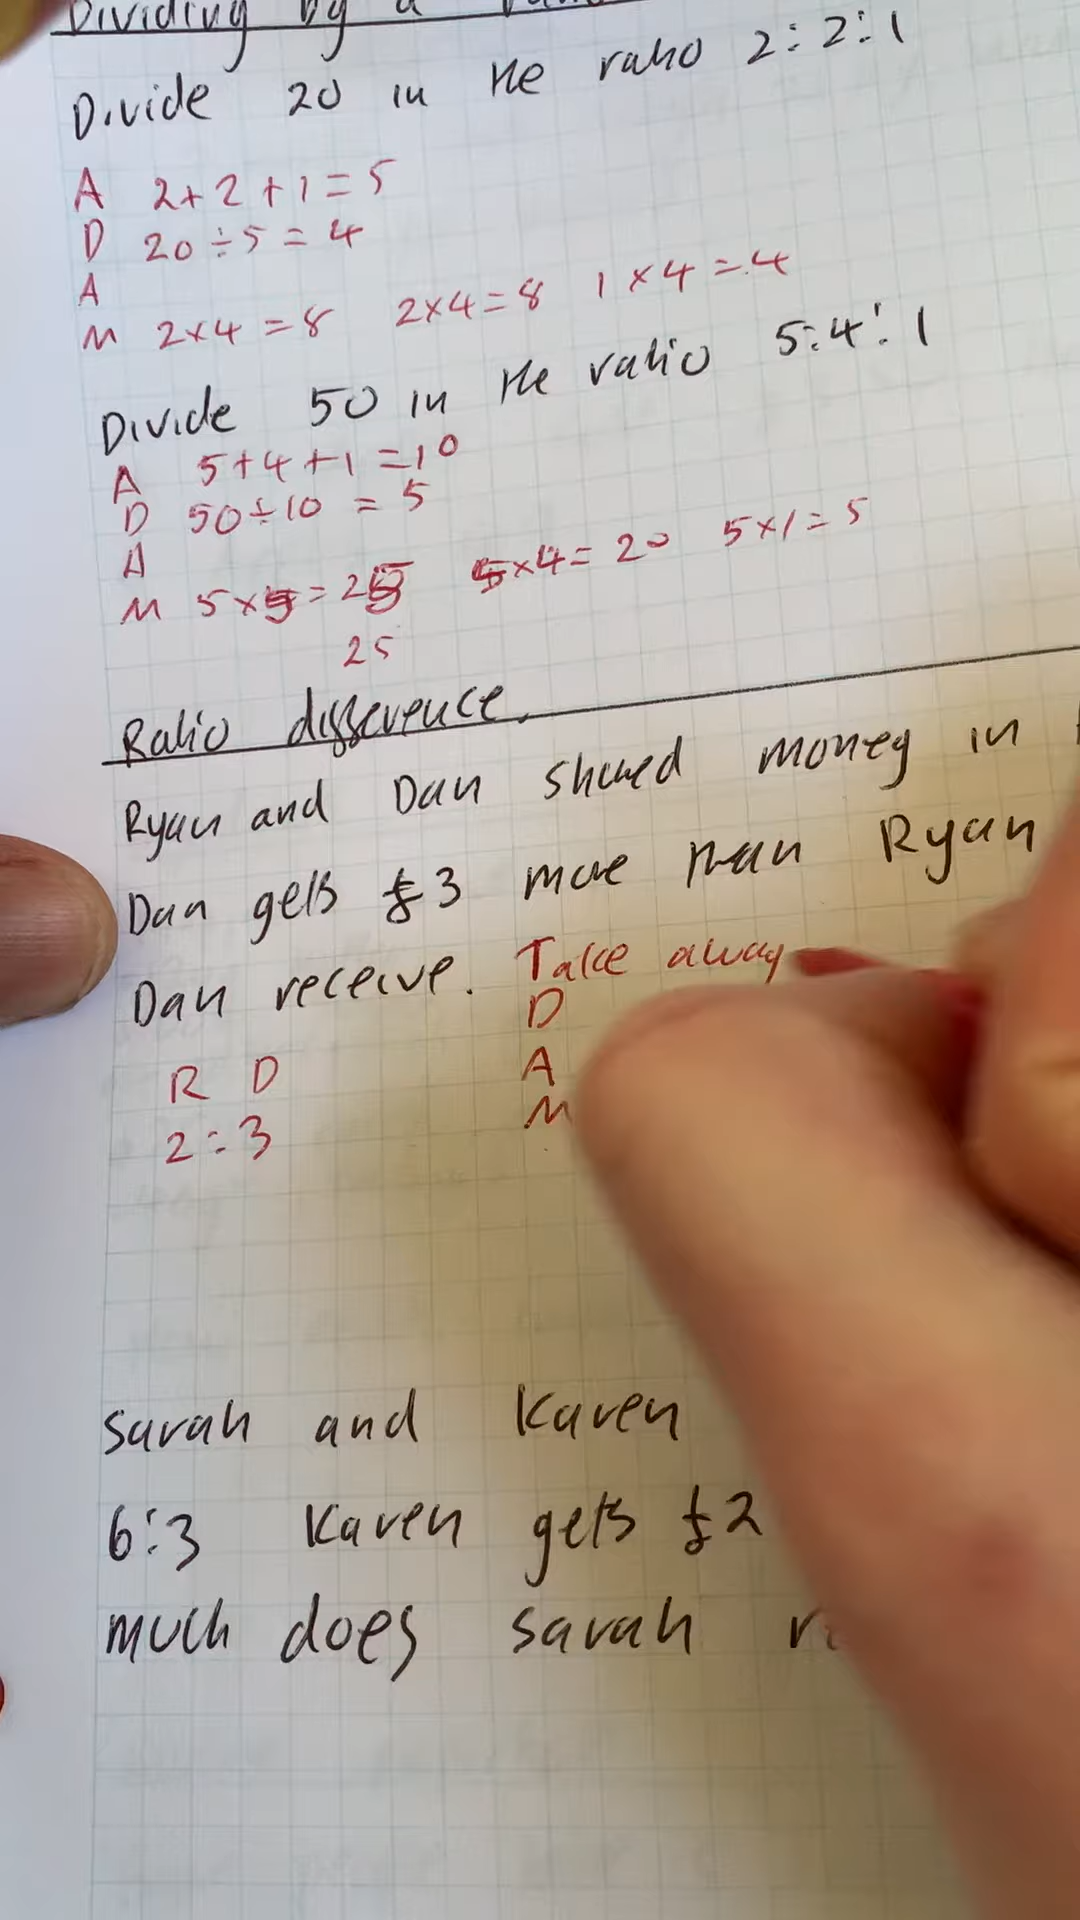 Dividing by a
Divide 20 in the ratio 2:2:1
A 2+2+1=5
D 20÷5=4
A
M 2×4=8 2×4=8 1×4=4
Divide 50 in the ratio 5:4:1
A 5+4+1=10
D 50÷10=5
A
M 5×5=25 5×4=20 5×1=5
25
Ratio difference.
Ryan and Dan shared money in
Dan gets £3 more than Ryan
Dan receive. Take away
D
R D A
2:3 M
Sarah and Karen
6:3 Karen gets £2
much does sarah